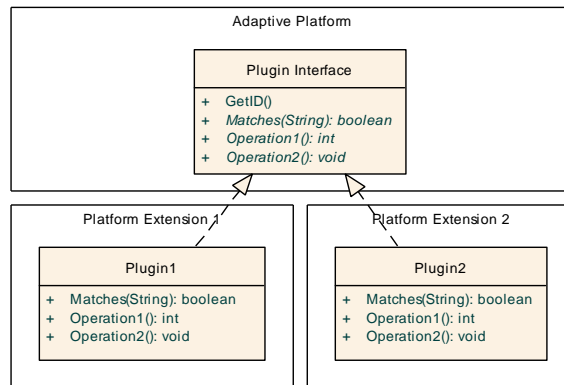 Adaptive Platform
Plugin Interface
+ GetID()
+ Matches(String): boolean
+ Operation1(): int
+ Operation2(): void
Platform Extension 1
Platform Extension 2
Plugin1
+ Matches(String): boolean
+ Operation1(): int
+ Operation2(): void
Plugin2
+ Matches(String): boolean
+ Operation1(): int
+ Operation2(): void